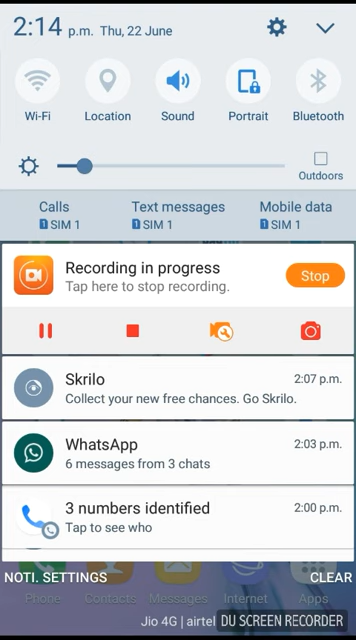 2:14 p.m. Thu, 22 June
Wi-Fi Location Sound Portrait Bluetooth
Outdoors
Calls Text messages Mobile data
1 SIM 1 1 SIM 1 1 SIM 1
Recording in progress
Tap here to stop recording.
Stop
Skrilo 2:07 p.m.
Collect your new free chances. Go Skrilo.
WhatsApp 2:03 p.m.
6 messages from 3 chats
3 numbers identified 2:00 p.m.
Tap to see who
NOTI. SETTINGS CLEAR
Phone Contacts Messages Internet Apps
Jio 4G | airtel DU SCREEN RECORDER